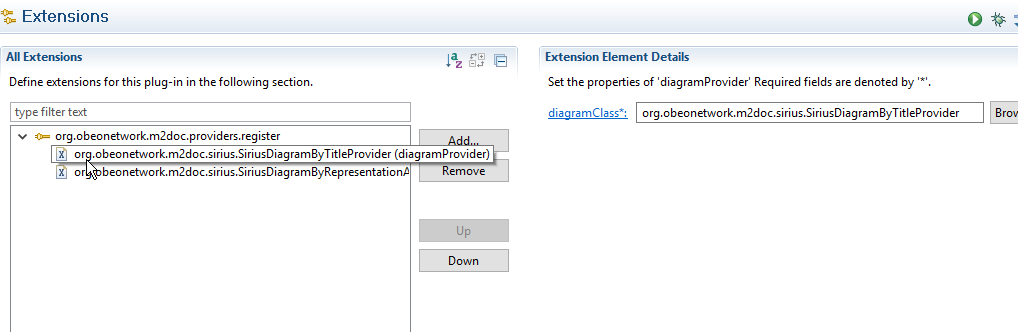 Extensions
All Extensions
Define extensions for this plug-in in the following section.
type filter text
org.obeonetwork.m2doc.providers.register
org.obeonetwork.m2doc.sirius.SiriusDiagramByTitleProvider (diagramProvider)
org.obeonetwork.m2doc.sirius.SiriusDiagramByRepresentationA
Add...
Remove
Up
Down
Extension Element Details
Set the properties of 'diagramProvider' Required fields are denoted by '*'.
diagramClass*: org.obeonetwork.m2doc.sirius.SiriusDiagramByTitleProvider Brow